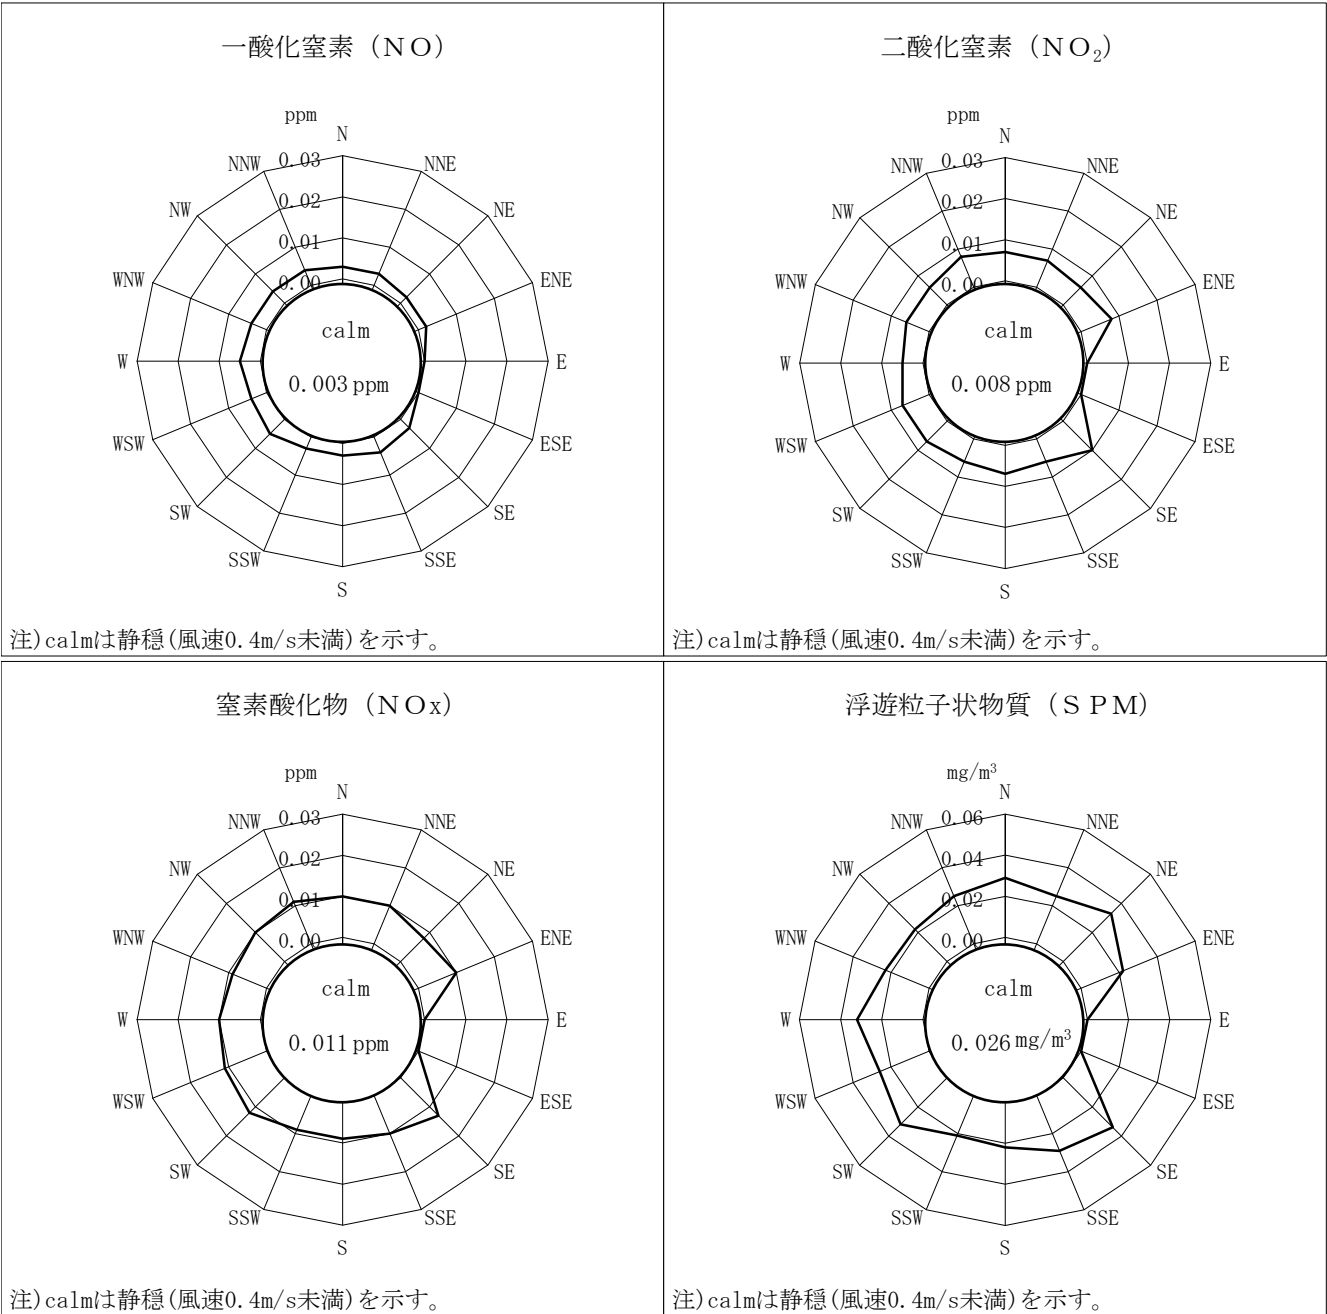 一酸化窒素（ＮＯ）
ppm
N
NNE
NE
ENE
E
ESE
SE
SSE
S
SSW
SW
WSW
W
WNW
NW
NNW
0.03
0.02
0.01
0.00
calm
0.003 ppm
注)calmは静穏(風速0.4m/s未満)を示す。
二酸化窒素（ＮＯ₂）
ppm
N
NNE
NE
ENE
E
ESE
SE
SSE
S
SSW
SW
WSW
W
WNW
NW
NNW
0.03
0.02
0.01
0.00
calm
0.008 ppm
注)calmは静穏(風速0.4m/s未満)を示す。
窒素酸化物（ＮＯx）
ppm
N
NNE
NE
ENE
E
ESE
SE
SSE
S
SSW
SW
WSW
W
WNW
NW
NNW
0.03
0.02
0.01
0.00
calm
0.011 ppm
注)calmは静穏(風速0.4m/s未満)を示す。
浮遊粒子状物質（ＳＰＭ）
mg/m³
N
NNE
NE
ENE
E
ESE
SE
SSE
S
SSW
SW
WSW
W
WNW
NW
NNW
0.06
0.04
0.02
0.00
calm
0.026 mg/m³
注)calmは静穏(風速0.4m/s未満)を示す。